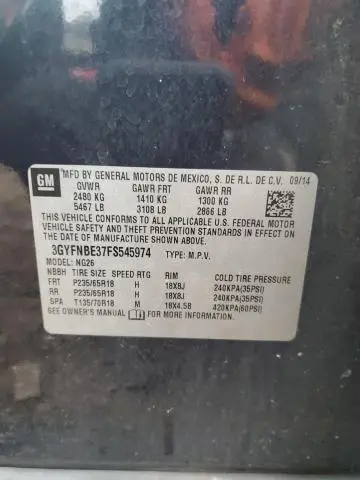 GM
MFD BY GENERAL MOTORS DE MEXICO, S. DE R.L. DE C.V. 09/14
GVWR GAWR FRT GAWR RR
2480 KG 1410 KG 1300 KG
5467 LB 3108 LB 2866 LB
THIS VEHICLE CONFORMS TO ALL APPLICABLE U.S. FEDERAL MOTOR
VEHICLE SAFETY AND THEFT PREVENTION STANDARDS IN EFFECT ON
THE DATE OF MANUFACTURE SHOWN ABOVE.
3GYFNBE37FS545974 TYPE: M.P.V.
MODEL: NG26
NBBH TIRE SIZE SPEED RTG RIM COLD TIRE PRESSURE
FRT P235/65R18 H 18X8J 240KPA(35PSI)
RR P235/65R18 H 18X8J 240KPA(35PSI)
SPA T135/70R18 M 18X4.5B 420KPA(60PSI)
SEE OWNER'S MANUAL FOR MORE INFORMATION